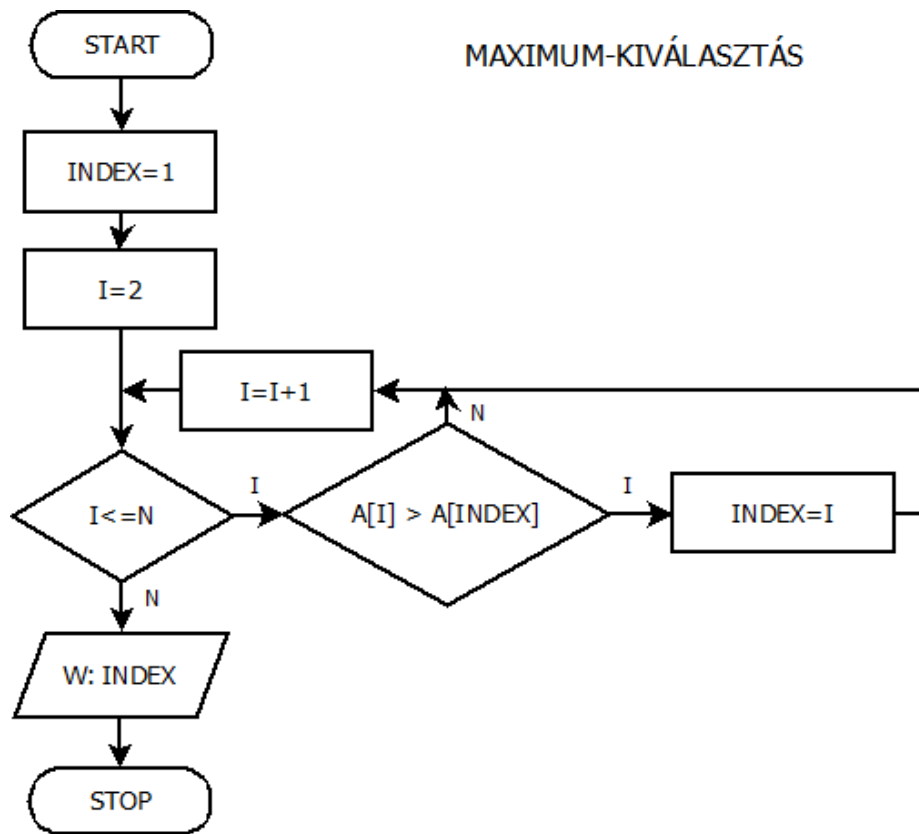 START
MAXIMUM-KIVÁLASZTÁS
INDEX=1
I=2
I=I+1
N
I<=N
I
A[I] > A[INDEX]
I
INDEX=I
N
W: INDEX
STOP